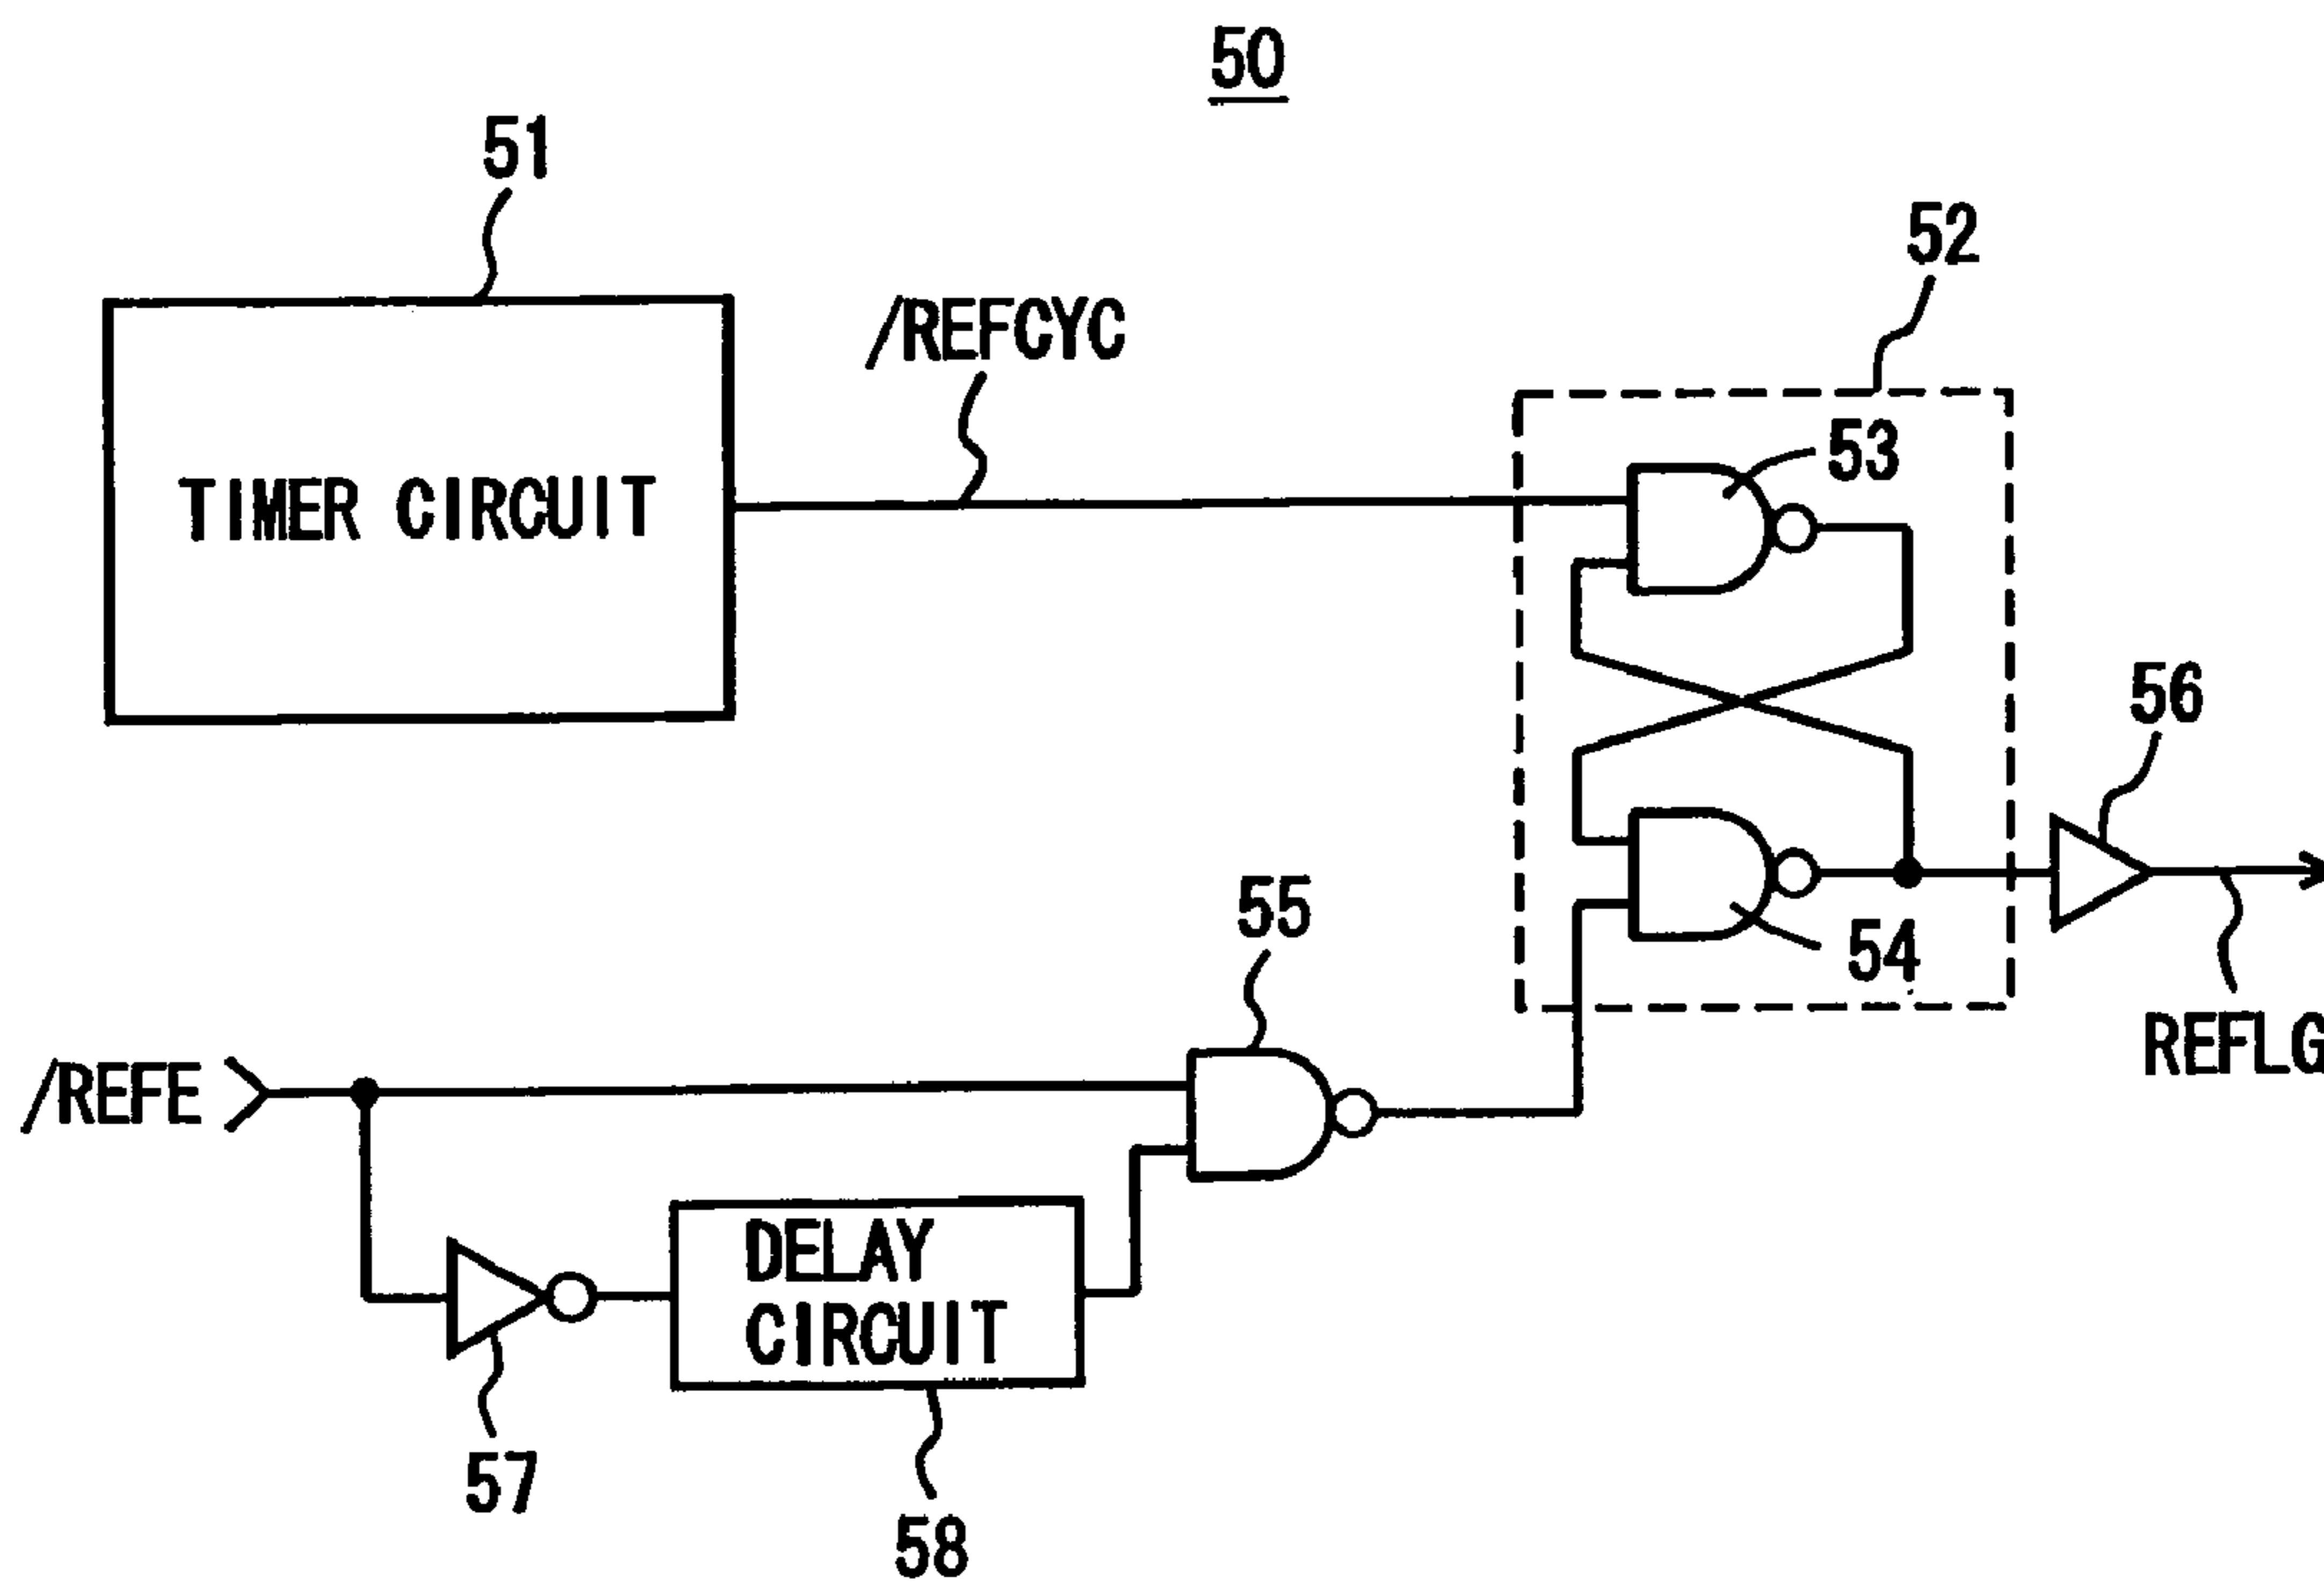 50
51
52
/REFCYC
53
TIMER CIRCUIT
56
55
54
REFLG
/REFE
DELAY
CIRCUIT
57
58